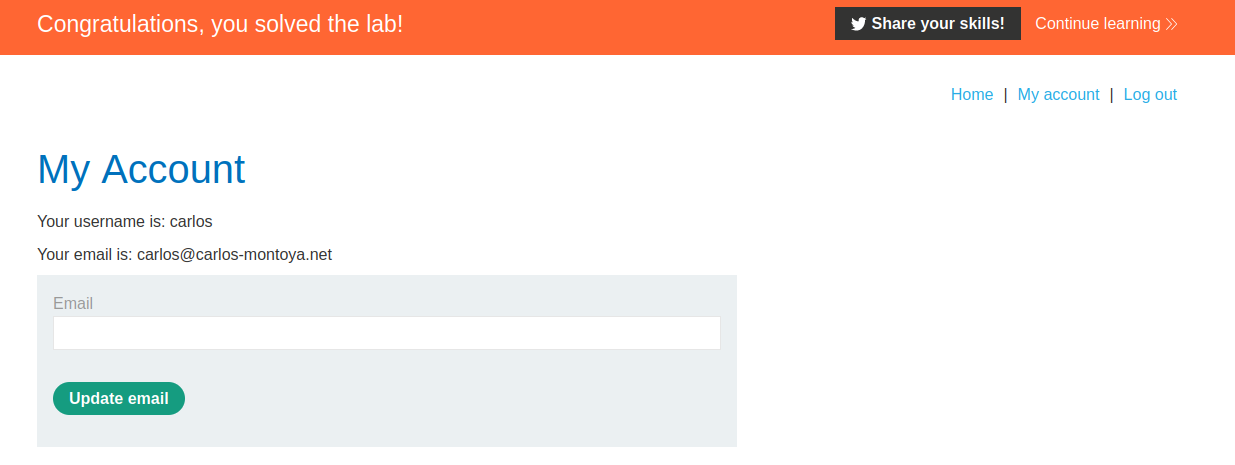 Congratulations, you solved the lab!
Share your skills! Continue learning
Home | My account | Log out
My Account
Your username is: carlos
Your email is: carlos@carlos-montoya.net
Email
Update email